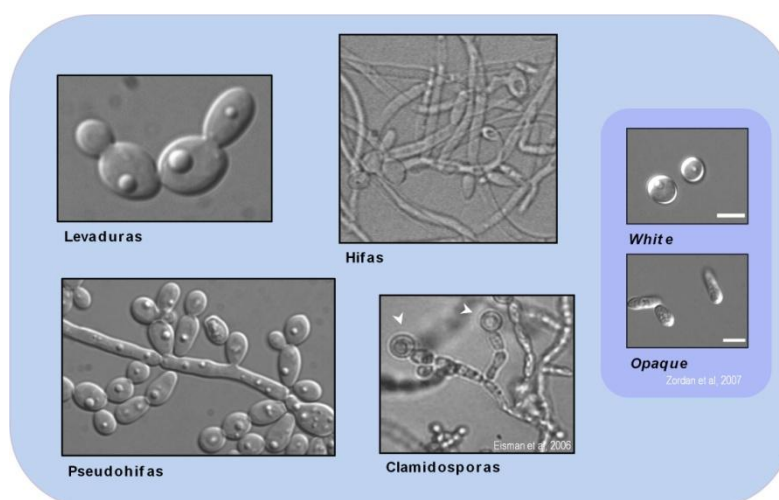 Levaduras
Hifas
White
Opaque
Zordan et al, 2007
Pseudohifas
Eisman et al, 2006
Clamidosporas